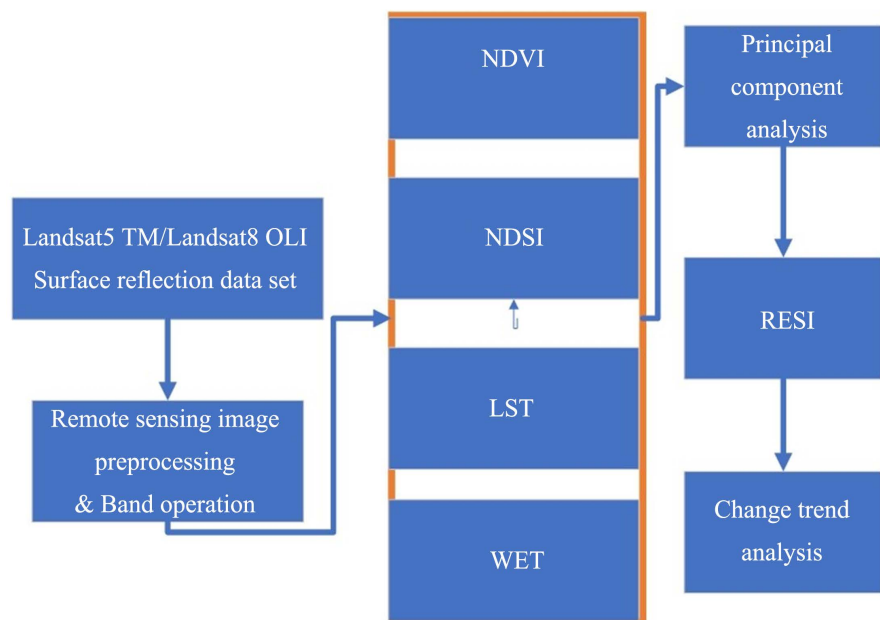 Landsat5 TM/Landsat8 OLI
Surface reflection data set
Remote sensing image
preprocessing
& Band operation
NDVI
NDSI
LST
WET
Principal
component
analysis
RESI
Change trend
analysis